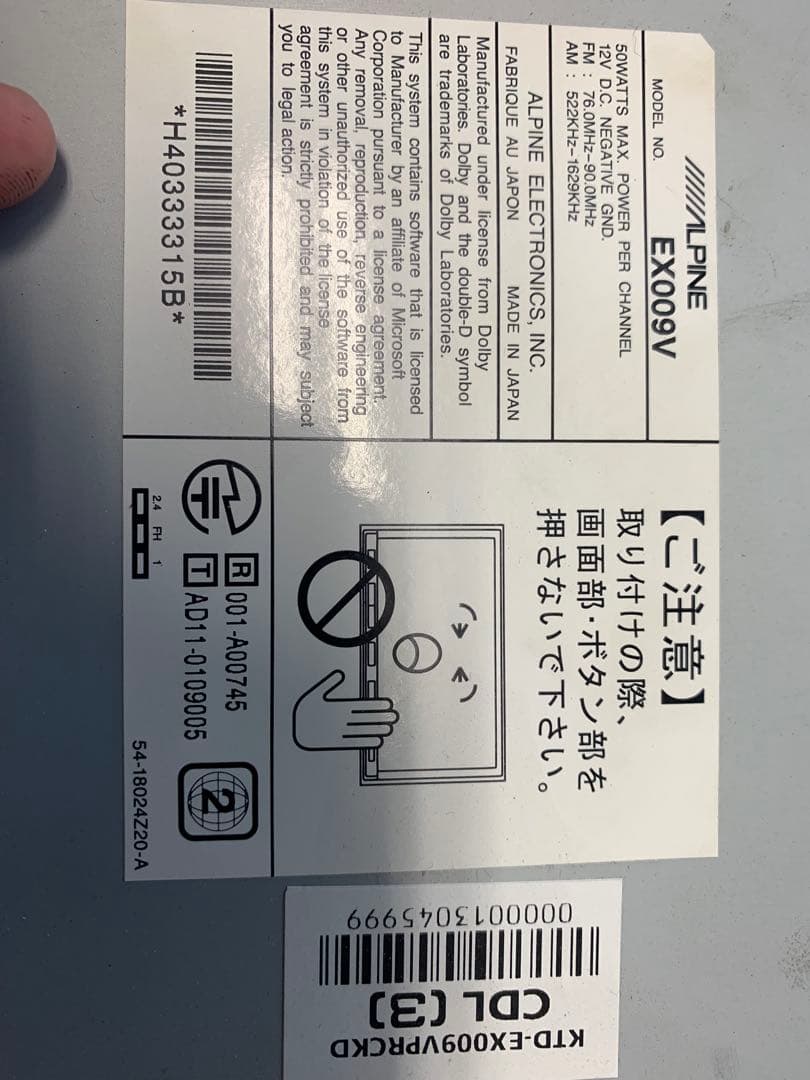 ALPINE
MODEL NO. EX009V
50WATTS MAX. POWER PER CHANNEL
12V D.C. NEGATIVE GND.
FM : 76.0MHz-90.0MHz
AM : 522KHz-1629KHz
ALPINE ELECTRONICS, INC.
FABRIQUE AU JAPON MADE IN JAPAN
Manufactured under license from Dolby
Laboratories. Dolby and the double-D symbol
are trademarks of Dolby Laboratories.
This system contains software that is licensed
to Manufacturer by an affiliate of Microsoft
Corporation pursuant to a license agreement.
Any removal, reproduction, reverse engineering
or other unauthorized use of the software from
this system in violation of the license
agreement is strictly prohibited and may subject
you to legal action.
*H40333315B*
【ご注意】
取り付けの際、
画面部・ボタン部を
押さないで下さい。
R 001-A00745
T AD11-0109005
2
2.4 FH 1
54-18024Z20-A
0000013045999
CDL (3)
KTD-EX009VPRCKD